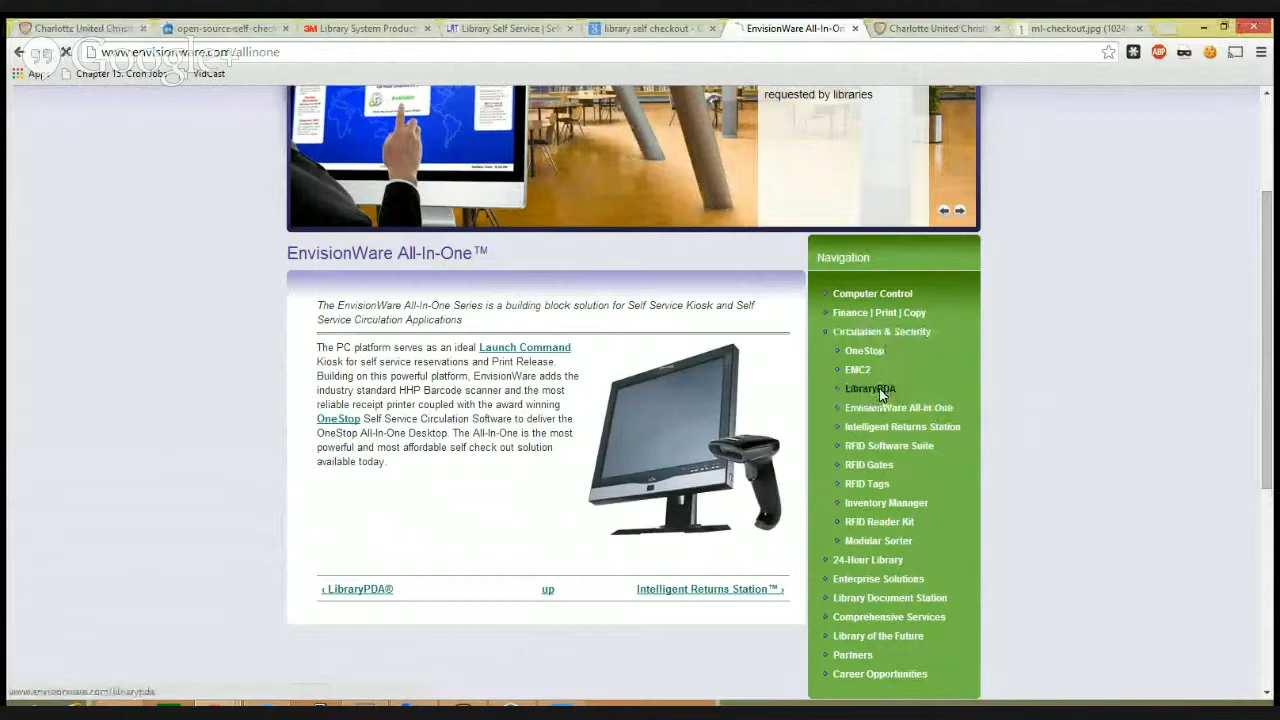 Charlotte United Christ
open-source-self-check
3M Library System Product
Library Self Service | Sel
library self checkout - G
EnvisionWare All-In-On
Charlotte United Christ
ml-checkout.jpg (1024
www.envisionware.com/allinone
Google+
Apps
Chapter 15. Cron Jobs
VidCast
Available
requested by libraries
EnvisionWare All-In-One™
The EnvisionWare All-In-One Series is a building block solution for Self Service Kiosk and Self
Service Circulation Applications
The PC platform serves as an ideal Launch Command
Kiosk for self service reservations and Print Release.
Building on this powerful platform, EnvisionWare adds the
industry standard HHP Barcode scanner and the most
reliable receipt printer coupled with the award winning
OneStop Self Service Circulation Software to deliver the
OneStop All-In-One Desktop. The All-In-One is the most
powerful and most affordable self check out solution
available today.
‹ LibraryPDA®
up
Intelligent Returns Station™ ›
Navigation
Computer Control
Finance | Print | Copy
Circulation & Security
OneStop
EMC2
LibraryPDA
EnvisionWare All-In-One
Intelligent Returns Station
RFID Software Suite
RFID Gates
RFID Tags
Inventory Manager
RFID Reader Kit
Modular Sorter
24-Hour Library
Enterprise Solutions
Library Document Station
Comprehensive Services
Library of the Future
Partners
Career Opportunities
www.envisionware.com/librarypda